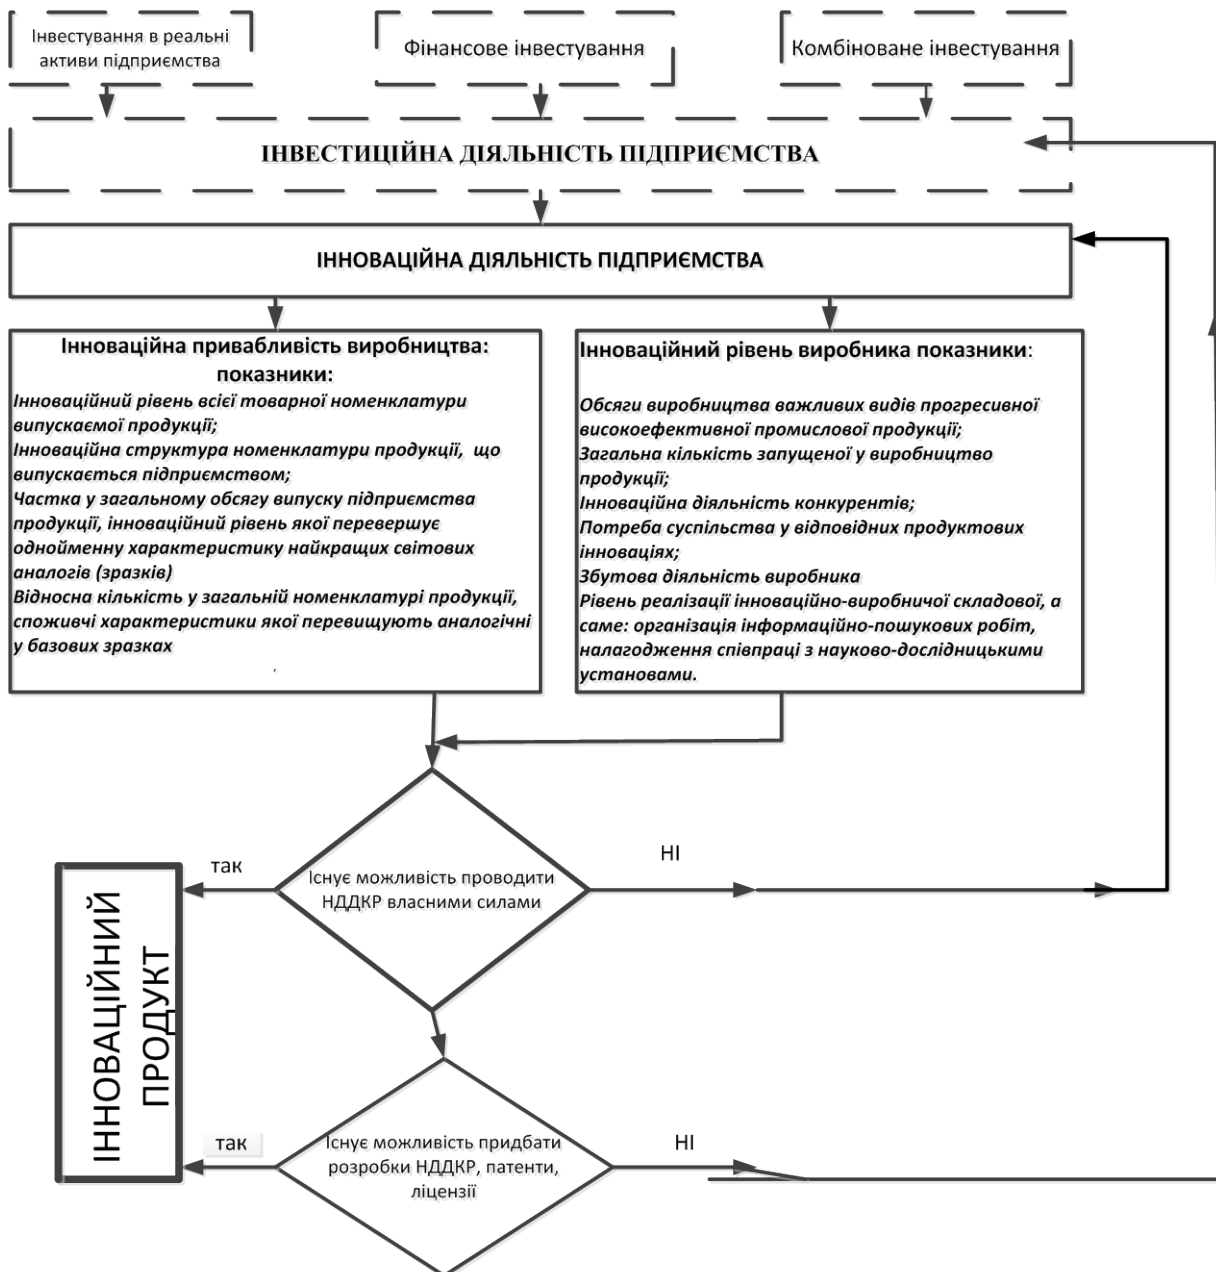 Інвестування в реальні
активи підприємства
Фінансове інвестування
Комбіноване інвестування
ІНВЕСТИЦІЙНА ДІЯЛЬНІСТЬ ПІДПРИЄМСТВА
ІННОВАЦІЙНА ДІЯЛЬНІСТЬ ПІДПРИЄМСТВА
Інноваційна привабливість виробництва:
показники:
Інноваційний рівень всієї товарної номенклатури
випускаємої продукції;
Інноваційна структура номенклатури продукції, що
випускається підприємством;
Частка у загальному обсягу випуску підприємства
продукції, інноваційний рівень якої перевершує
однойменну характеристику найкращих світових
аналогів (зразків)
Відносна кількість у загальній номенклатурі продукції,
споживчі характеристики якої перевищують аналогічні
у базових зразках
,
Інноваційний рівень виробника показники:
Обсяги виробництва важливих видів прогресивної
високоефективної промислової продукції;
Загальна кількість запущеної у виробництво
продукції;
Інноваційна діяльність конкурентів;
Потреба суспільства у відповідних продуктових
інноваціях;
Збутова діяльність виробника
Рівень реалізації інноваційно-виробничої складової, а
саме: організація інформаційно-пошукових робіт,
налагодження співпраці з науково-дослідницькими
установами.
так
Існує можливість проводити
НДДКР власними силами
НІ
ІННОВАЦІЙНИЙ
ПРОДУКТ
так
Існує можливість придбати
розробки НДДКР, патенти,
ліцензії
НІ